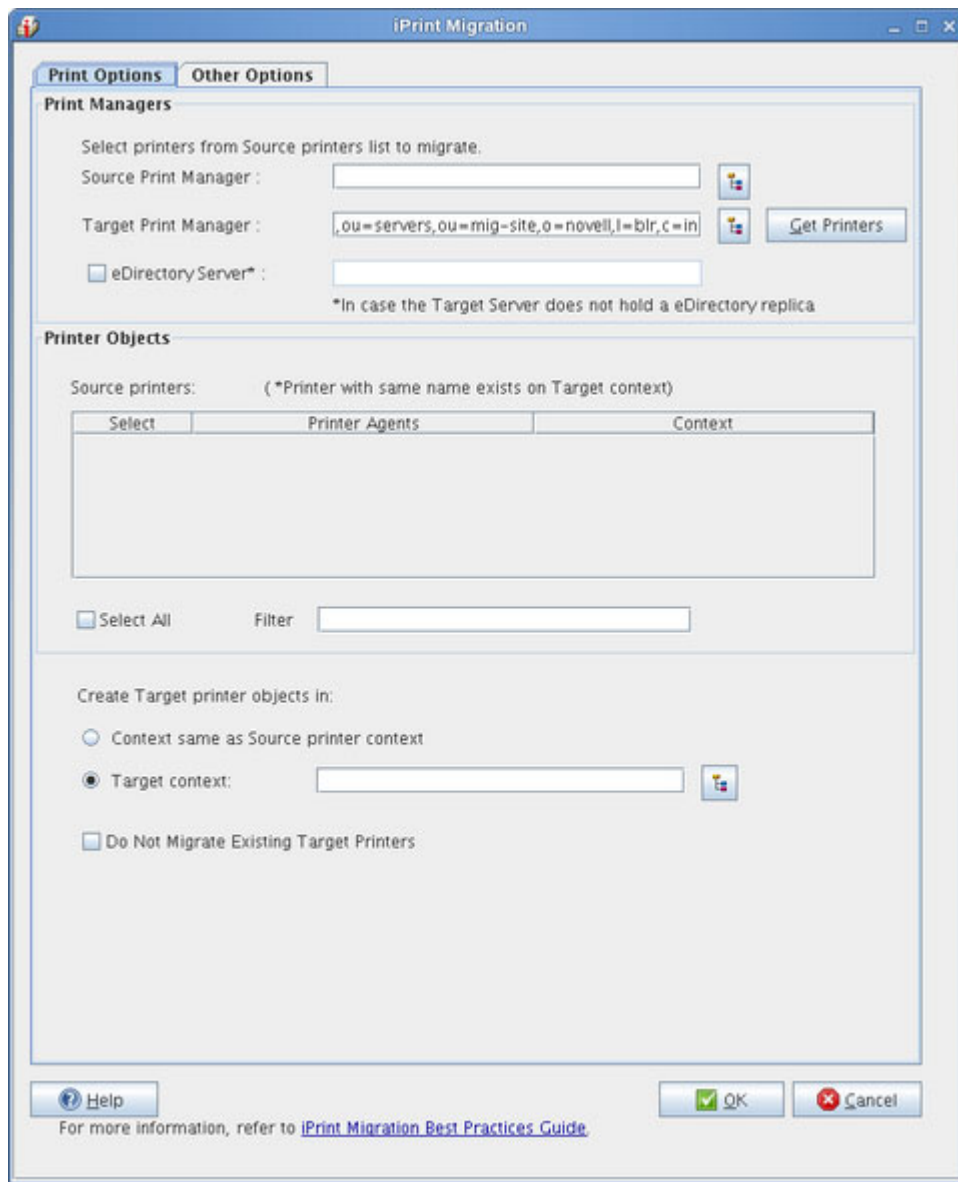 iPrint Migration
Print Options Other Options
Print Managers
Select printers from Source printers list to migrate.
Source Print Manager :
Target Print Manager : ,ou=servers,ou=mig-site,o=novell,l=blr,c=in Get Printers
eDirectory Server* :
*In case the Target Server does not hold a eDirectory replica
Printer Objects
Source printers: ( *Printer with same name exists on Target context)
Select Printer Agents Context
Select All Filter
Create Target printer objects in:
Context same as Source printer context
Target context:
Do Not Migrate Existing Target Printers
Help OK Cancel
For more information, refer to iPrint Migration Best Practices Guide.